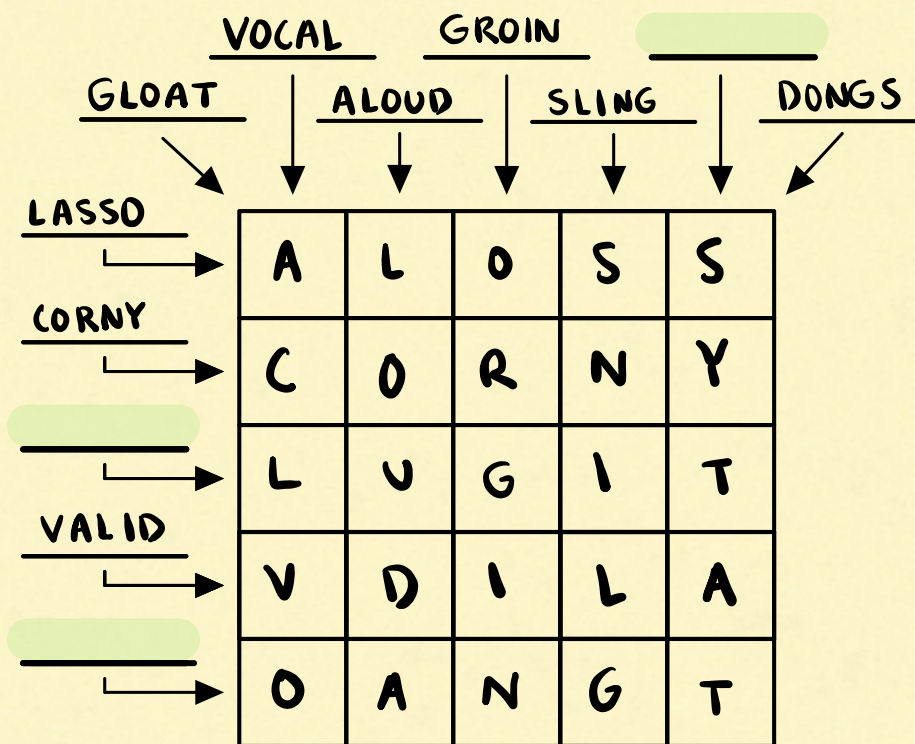 VOCAL GROIN
GLOAT ALOUD SLING DONGS
LASSO
A L O S S
CORNY
C O R N Y
L U G I T
VALID
V D I L A
O A N G T